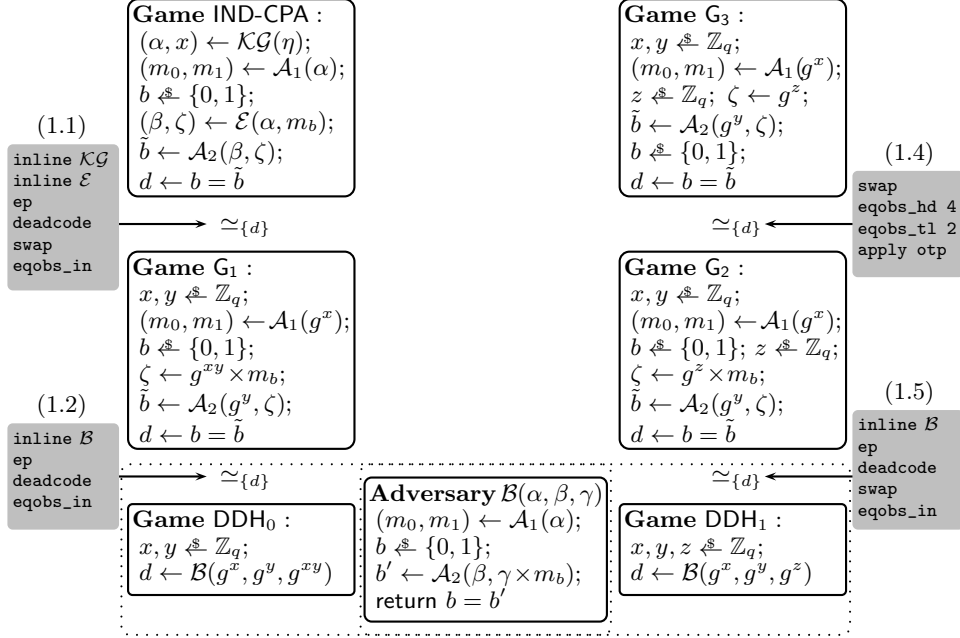 Game IND-CPA :
(α, x) ← 𝒦𝒢(η);
(m₀, m₁) ← 𝒜₁(α);
b ←$ {0, 1};
(β, ζ) ← ℰ(α, m_b);
b̃ ← 𝒜₂(β, ζ);
d ← b = b̃
Game G₃ :
x, y ←$ ℤ_q;
(m₀, m₁) ← 𝒜₁(g^x);
z ←$ ℤ_q; ζ ← g^z;
b̃ ← 𝒜₂(g^y, ζ);
b ←$ {0, 1};
d ← b = b̃
(1.1)
inline 𝒦𝒢
inline ℰ
ep
deadcode
swap
eqobs_in
≃_{d}
≃_{d}
(1.4)
swap
eqobs_hd 4
eqobs_tl 2
apply otp
Game G₁ :
x, y ←$ ℤ_q;
(m₀, m₁) ← 𝒜₁(g^x);
b ←$ {0, 1};
ζ ← g^{xy} × m_b;
b̃ ← 𝒜₂(g^y, ζ);
d ← b = b̃
Game G₂ :
x, y ←$ ℤ_q;
(m₀, m₁) ← 𝒜₁(g^x);
b ←$ {0, 1}; z ←$ ℤ_q;
ζ ← g^z × m_b;
b̃ ← 𝒜₂(g^y, ζ);
d ← b = b̃
(1.2)
inline ℬ
ep
deadcode
eqobs_in
≃_{d}
≃_{d}
(1.5)
inline ℬ
ep
deadcode
swap
eqobs_in
Game DDH₀ :
x, y ←$ ℤ_q;
d ← ℬ(g^x, g^y, g^{xy})
Adversary ℬ(α, β, γ)
(m₀, m₁) ← 𝒜₁(α);
b ←$ {0, 1};
b′ ← 𝒜₂(β, γ × m_b);
return b = b′
Game DDH₁ :
x, y, z ←$ ℤ_q;
d ← ℬ(g^x, g^y, g^z)